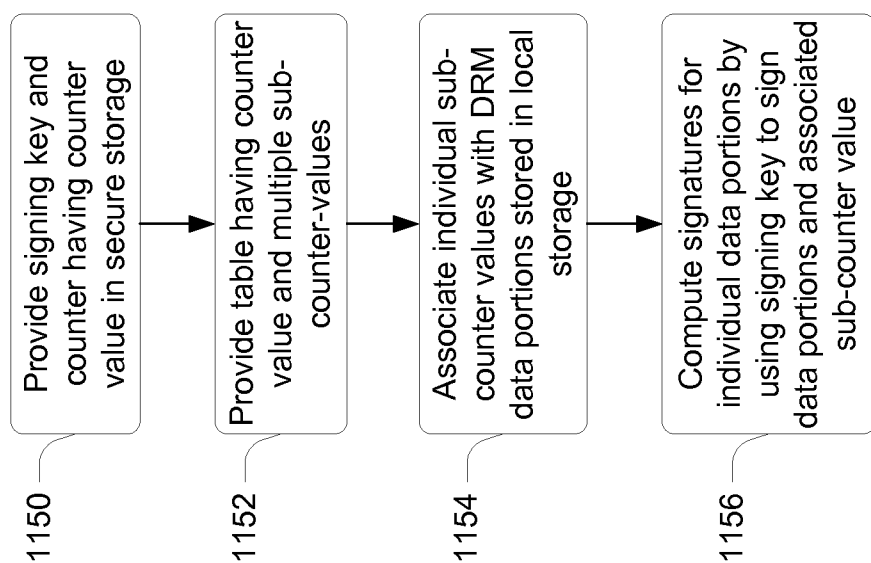 Provide signing key and
counter having counter
value in secure storage
1150
Provide table having counter
value and multiple sub-
counter-values
1152
Associate individual sub-
counter values with DRM
data portions stored in local
storage
1154
Compute signatures for
individual data portions by
using signing key to sign
data portions and associated
sub-counter value
1156